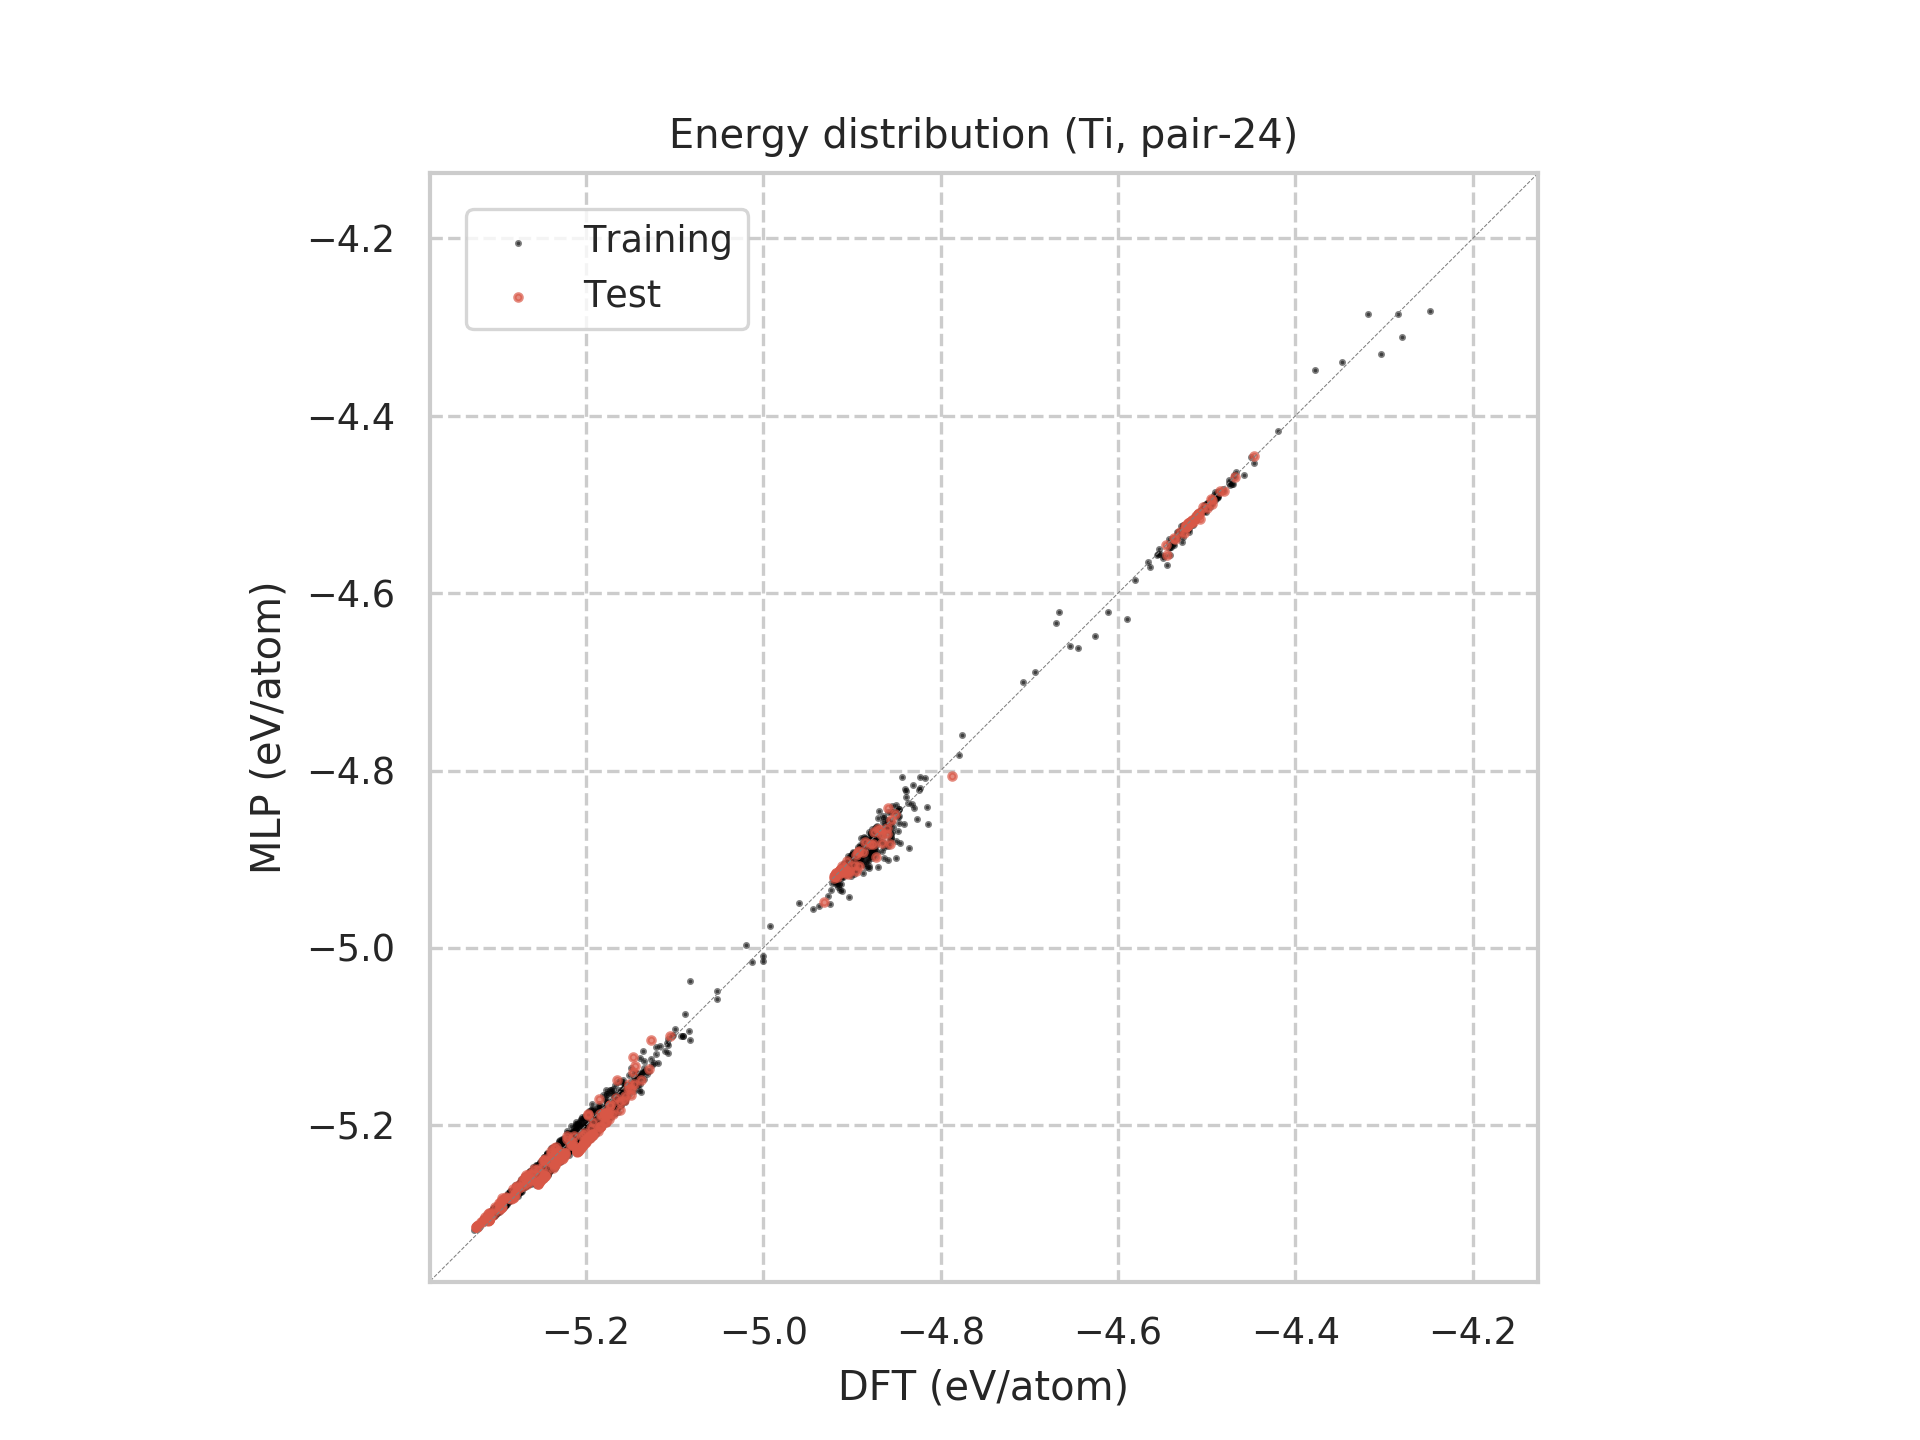 Energy distribution (Ti, pair-24)
Training
Test
−4.2
−4.4
−4.6
−4.8
−5.0
−5.2
MLP (eV/atom)
−5.2 −5.0 −4.8 −4.6 −4.4 −4.2
DFT (eV/atom)